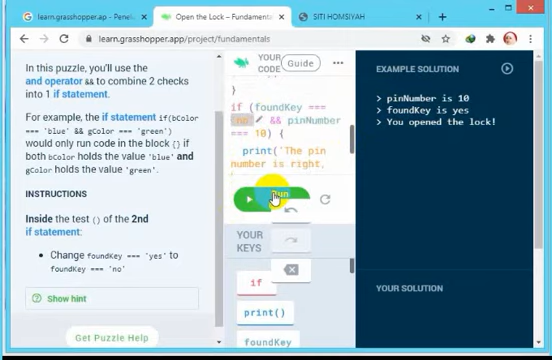 learn.grasshopper.ap - Penelu
Open the Lock – Fundamentals
SITI HOMSIYAH
learn.grasshopper.app/project/fundamentals
In this puzzle, you'll use the
and operator && to combine 2 checks
into 1 if statement.
For example, the if statement if(bColor
=== 'blue' && gColor === 'green')
would only run code in the block {} if
both bColor holds the value 'blue' and
gColor holds the value 'green'.
INSTRUCTIONS
Inside the test () of the 2nd
if statement:
• Change foundKey === 'yes' to
foundKey === 'no'
Show hint
Get Puzzle Help
YOUR
CODE
Guide
}
if (foundKey ===
'no' && pinNumber
=== 10) {
print('The pin
number is right,
Run
YOUR
KEYS
if
print()
foundKey
EXAMPLE SOLUTION
> pinNumber is 10
> foundKey is yes
> You opened the lock!
YOUR SOLUTION